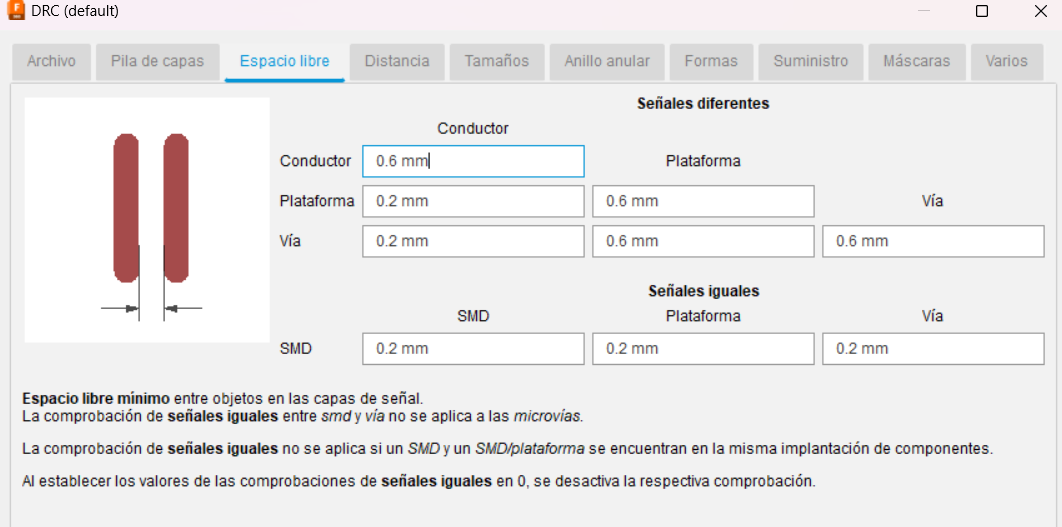 DRC (default)
Archivo Pila de capas Espacio libre Distancia Tamaños Anillo anular Formas Suministro Máscaras Varios
Señales diferentes
Conductor
Conductor 0.6 mm Plataforma
Plataforma 0.2 mm 0.6 mm Vía
Vía 0.2 mm 0.6 mm 0.6 mm
Señales iguales
SMD Plataforma Vía
SMD 0.2 mm 0.2 mm 0.2 mm
Espacio libre mínimo entre objetos en las capas de señal.
La comprobación de señales iguales entre smd y vía no se aplica a las microvías.
La comprobación de señales iguales no se aplica si un SMD y un SMD/plataforma se encuentran en la misma implantación de componentes.
Al establecer los valores de las comprobaciones de señales iguales en 0, se desactiva la respectiva comprobación.